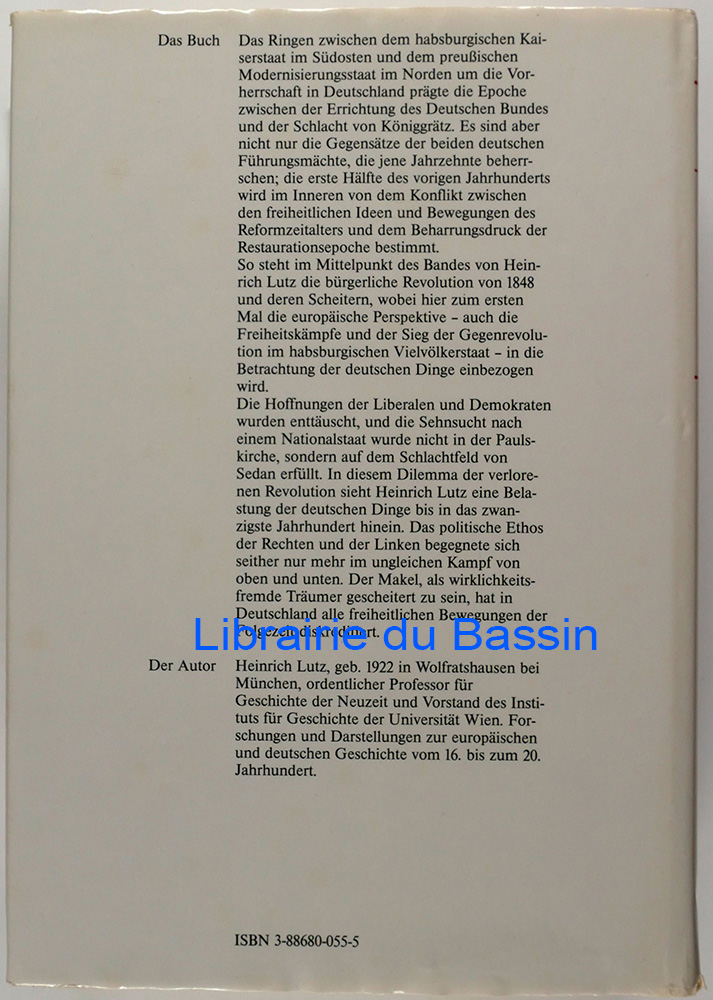 Das Buch
Das Ringen zwischen dem habsburgischen Kai-
serstaat im Südosten und dem preußischen
Modernisierungsstaat im Norden um die Vor-
herrschaft in Deutschland prägte die Epoche
zwischen der Errichtung des Deutschen Bundes
und der Schlacht von Königgrätz. Es sind aber
nicht nur die Gegensätze der beiden deutschen
Führungsmächte, die jene Jahrzehnte beherr-
schen; die erste Hälfte des vorigen Jahrhunderts
wird im Inneren von dem Konflikt zwischen
den freiheitlichen Ideen und Bewegungen des
Reformzeitalters und dem Beharrungsdruck der
Restaurationsepoche bestimmt.
So steht im Mittelpunkt des Bandes von Hein-
rich Lutz die bürgerliche Revolution von 1848
und deren Scheitern, wobei hier zum ersten
Mal die europäische Perspektive – auch die
Freiheitskämpfe und der Sieg der Gegenrevolu-
tion im habsburgischen Vielvölkerstaat – in die
Betrachtung der deutschen Dinge einbezogen
wird.
Die Hoffnungen der Liberalen und Demokraten
wurden enttäuscht, und die Sehnsucht nach
einem Nationalstaat wurde nicht in der Pauls-
kirche, sondern auf dem Schlachtfeld von
Sedan erfüllt. In diesem Dilemma der verlore-
nen Revolution sieht Heinrich Lutz eine Bela-
stung der deutschen Dinge bis in das zwan-
zigste Jahrhundert hinein. Das politische Ethos
der Rechten und der Linken begegnete sich
seither nur mehr im ungleichen Kampf von
oben und unten. Der Makel, als wirklichkeits-
fremde Träumer gescheitert zu sein, hat in
Deutschland alle freiheitlichen Bewegungen der
Folgezeit diskreditiert.
Librairie du Bassin
Der Autor
Heinrich Lutz, geb. 1922 in Wolfratshausen bei
München, ordentlicher Professor für
Geschichte der Neuzeit und Vorstand des Insti-
tuts für Geschichte der Universität Wien. For-
schungen und Darstellungen zur europäischen
und deutschen Geschichte vom 16. bis zum 20.
Jahrhundert.
ISBN 3-88680-055-5